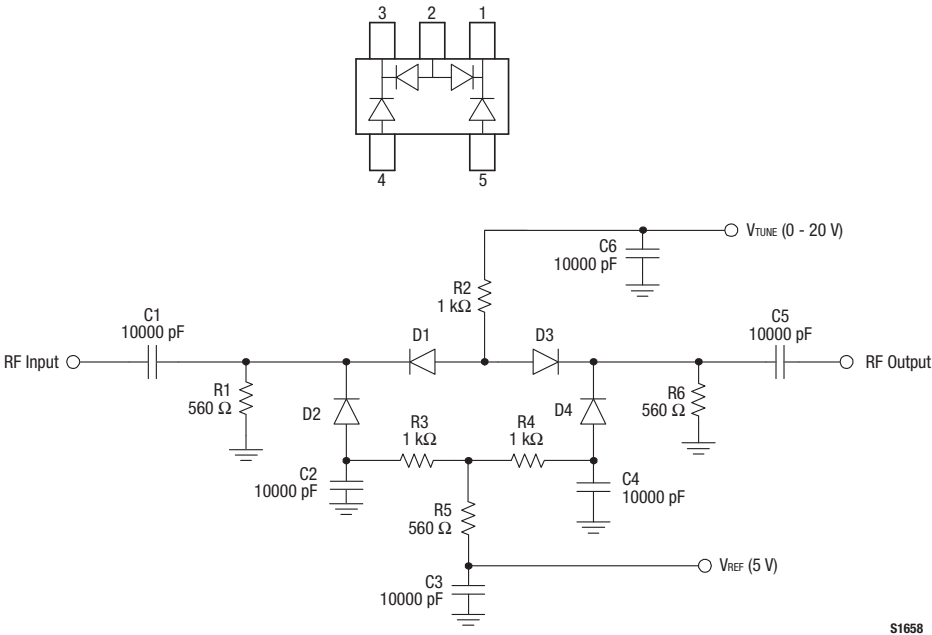 3 2 1
4 5
VTUNE (0 - 20 V)
C6
10000 pF
R2
1 kΩ
C1
10000 pF
D1
D3
C5
10000 pF
RF Input
RF Output
R1
560 Ω
D2
D4
R6
560 Ω
R3
1 kΩ
R4
1 kΩ
C2
10000 pF
C4
10000 pF
R5
560 Ω
VREF (5 V)
C3
10000 pF
S1658